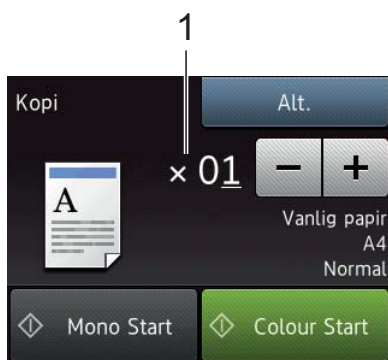 1
Kopi
Alt.
× 01
− +
A
Vanlig papir
A4
Normal
Mono Start
Colour Start